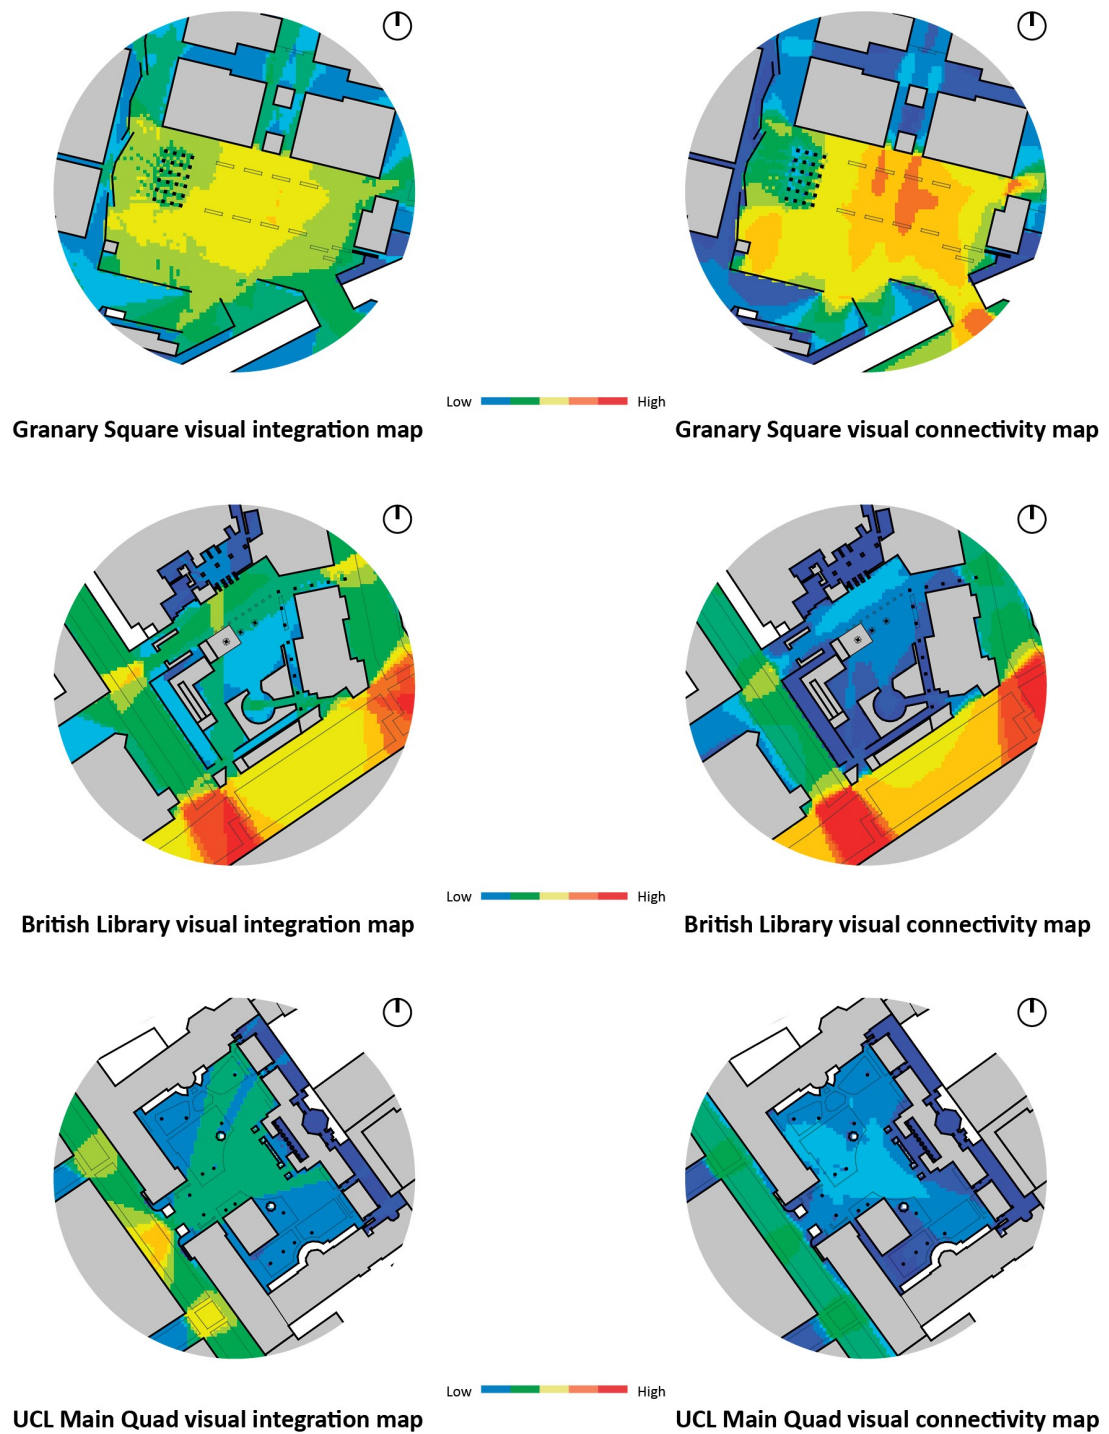 Low High
Granary Square visual integration map
Granary Square visual connectivity map
Low High
British Library visual integration map
British Library visual connectivity map
Low High
UCL Main Quad visual integration map
UCL Main Quad visual connectivity map